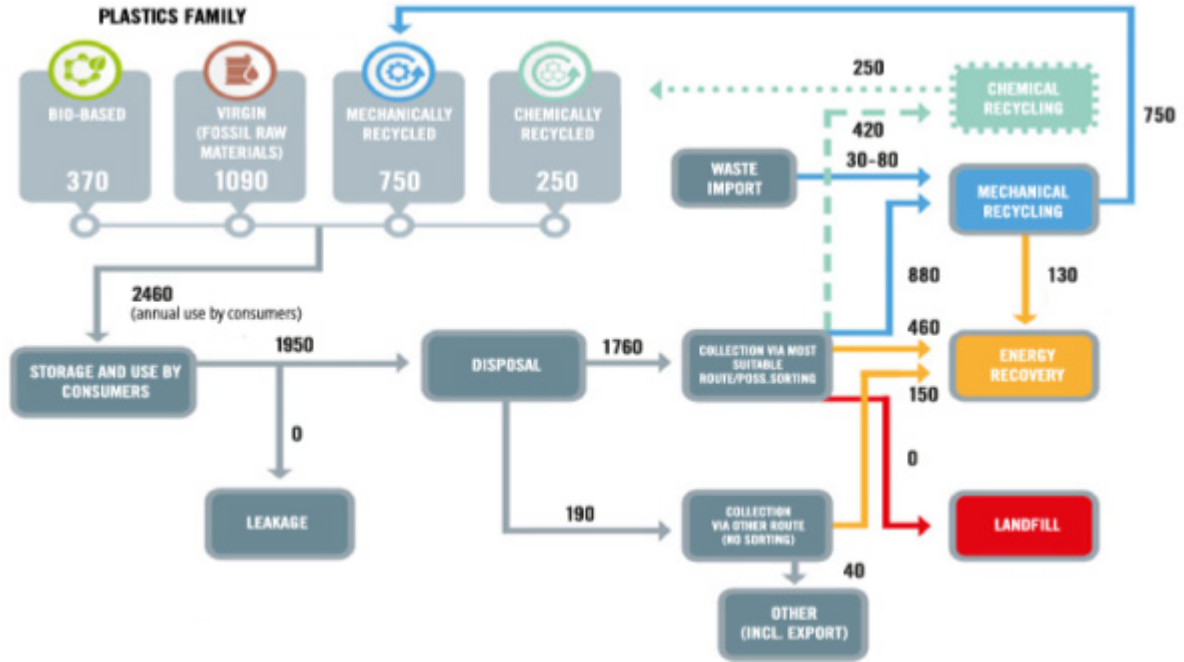 PLASTICS FAMILY
BIO-BASED
370
VIRGIN
(FOSSIL RAW
MATERIALS)
1090
MECHANICALLY
RECYCLED
750
CHEMICALLY
RECYCLED
250
250
CHEMICAL
RECYCLING
750
420
30-80
WASTE
IMPORT
MECHANICAL
RECYCLING
880
130
2460
(annual use by consumers)
STORAGE AND USE BY
CONSUMERS
1950
DISPOSAL
1760
COLLECTION VIA MOST
SUITABLE
ROUTE/POSS.SORTING
460
150
ENERGY
RECOVERY
0
LEAKAGE
0
190
COLLECTION
VIA OTHER ROUTE
(NO SORTING)
LANDFILL
40
OTHER
(INCL. EXPORT)